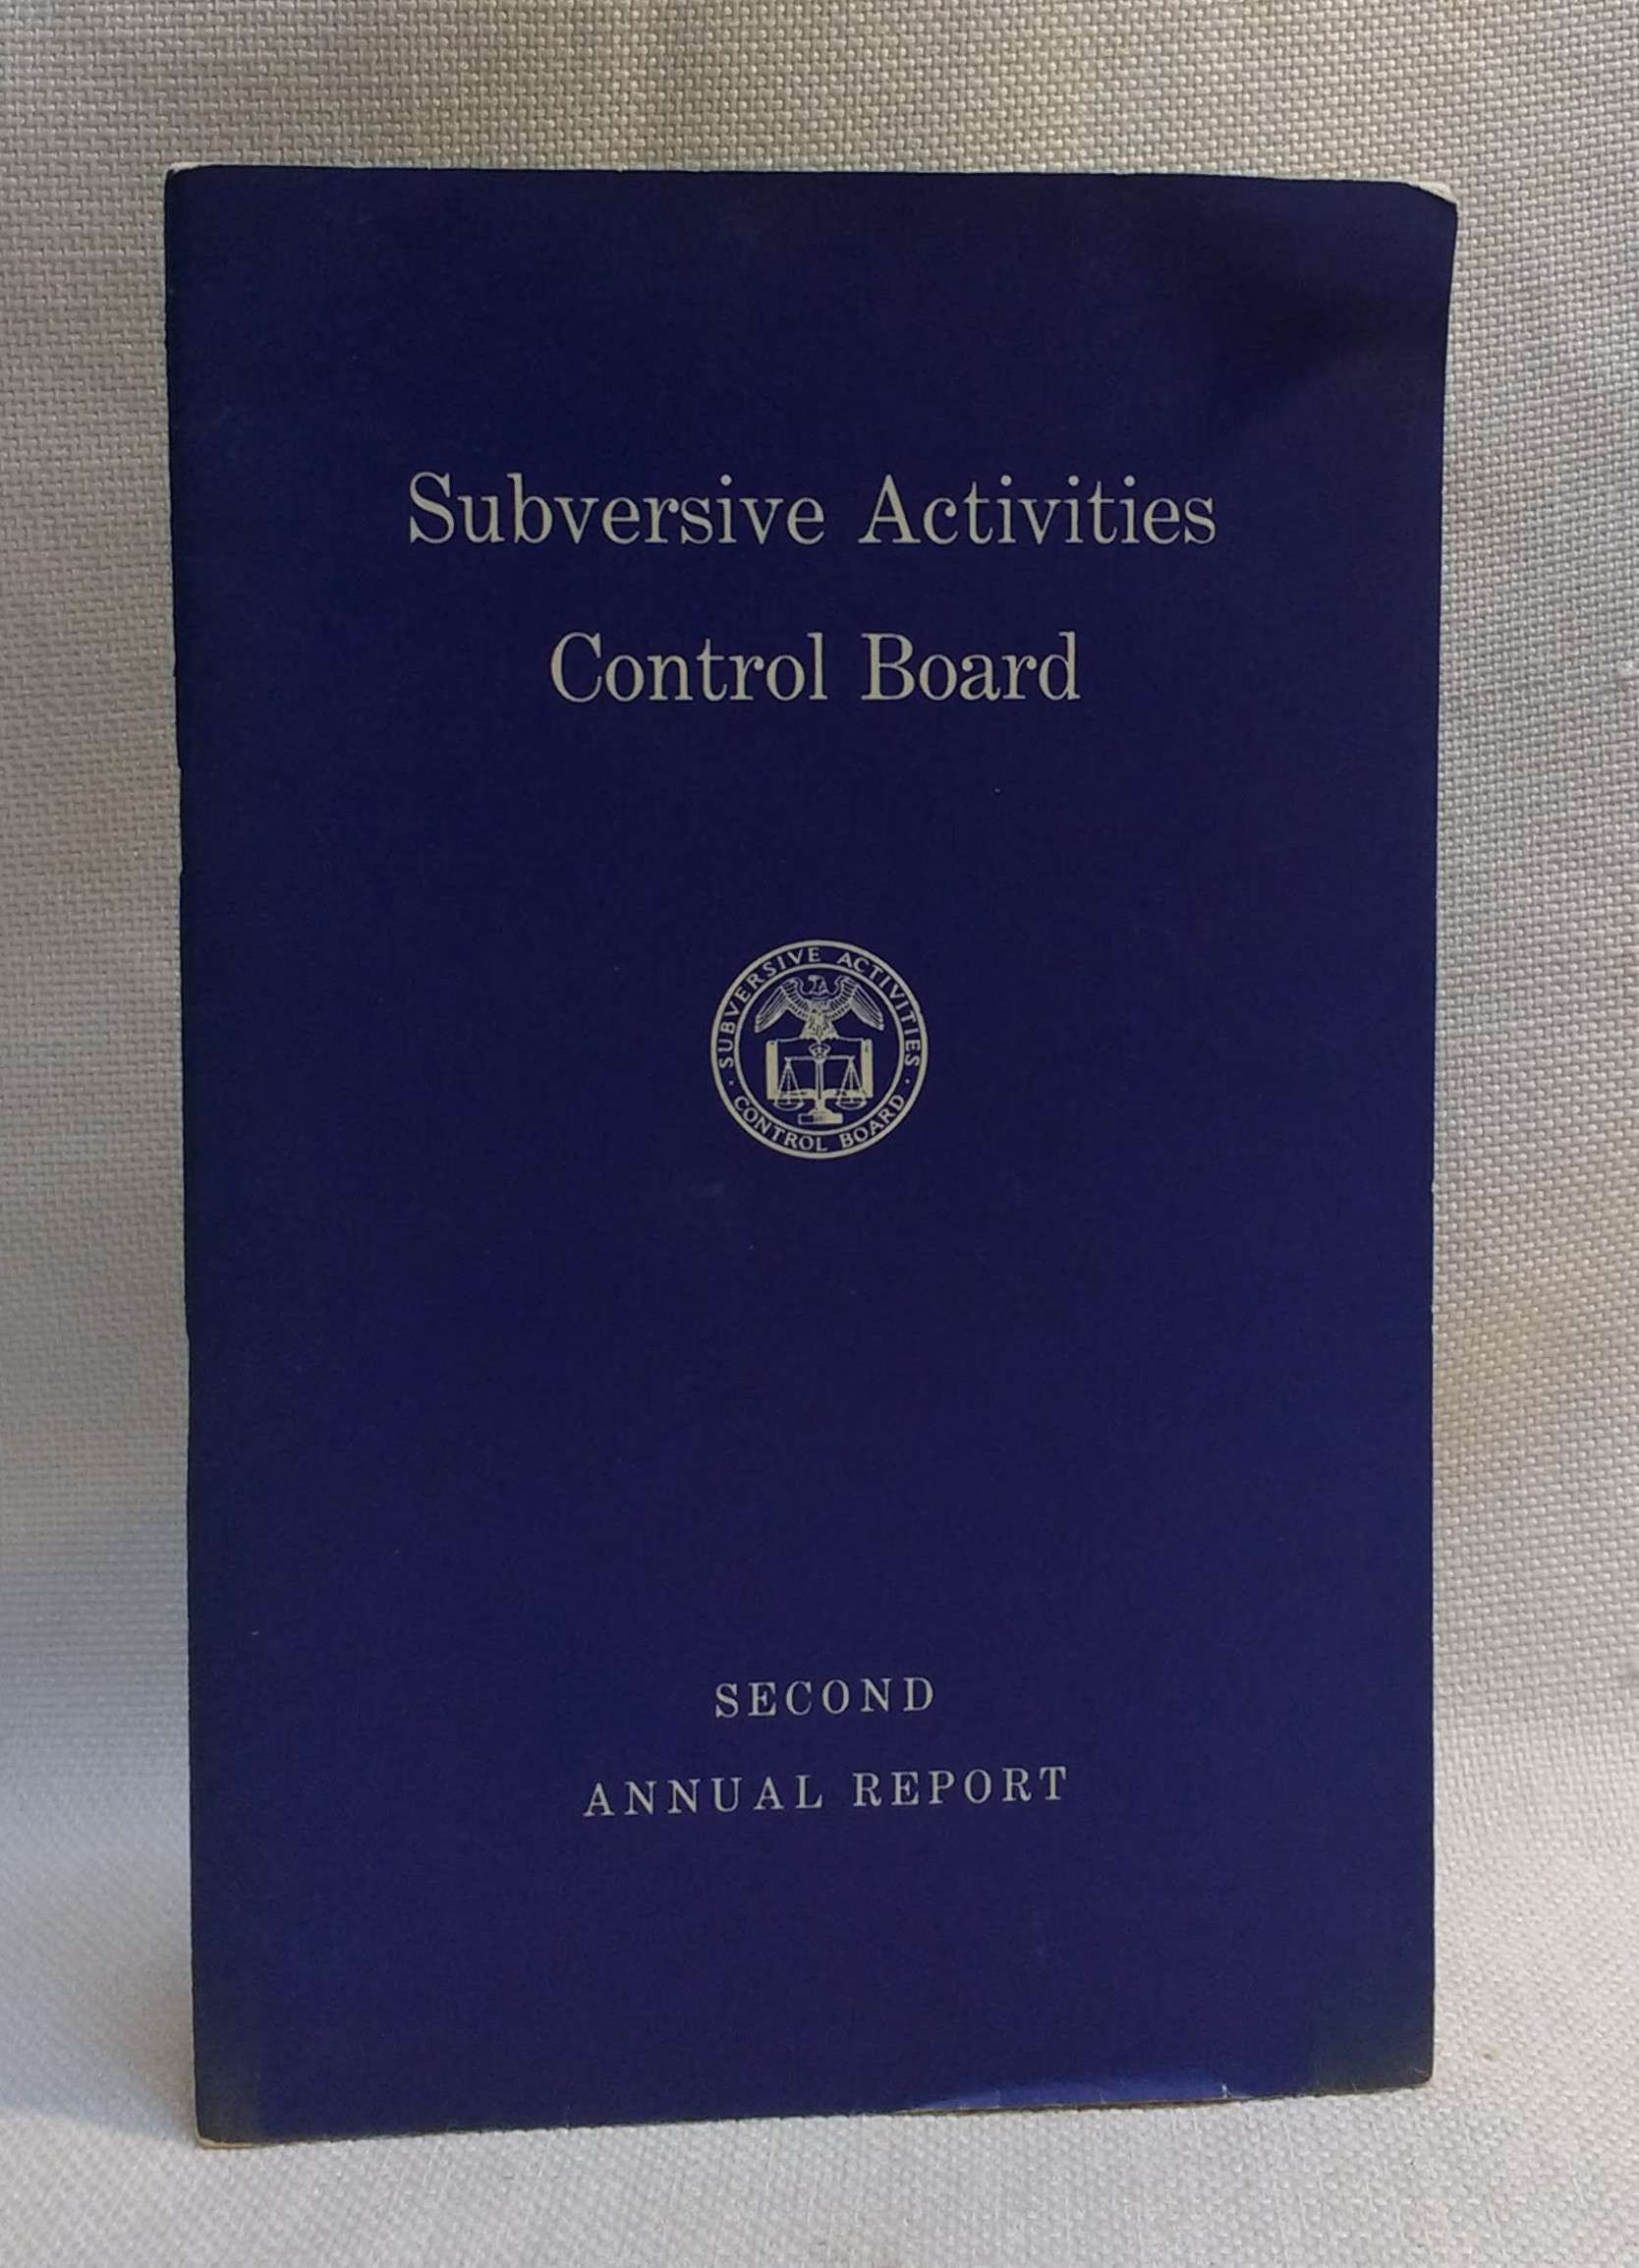 Subversive Activities
Control Board
SUBVERSIVE ACTIVITIES
· CONTROL BOARD ·
SECOND
ANNUAL REPORT